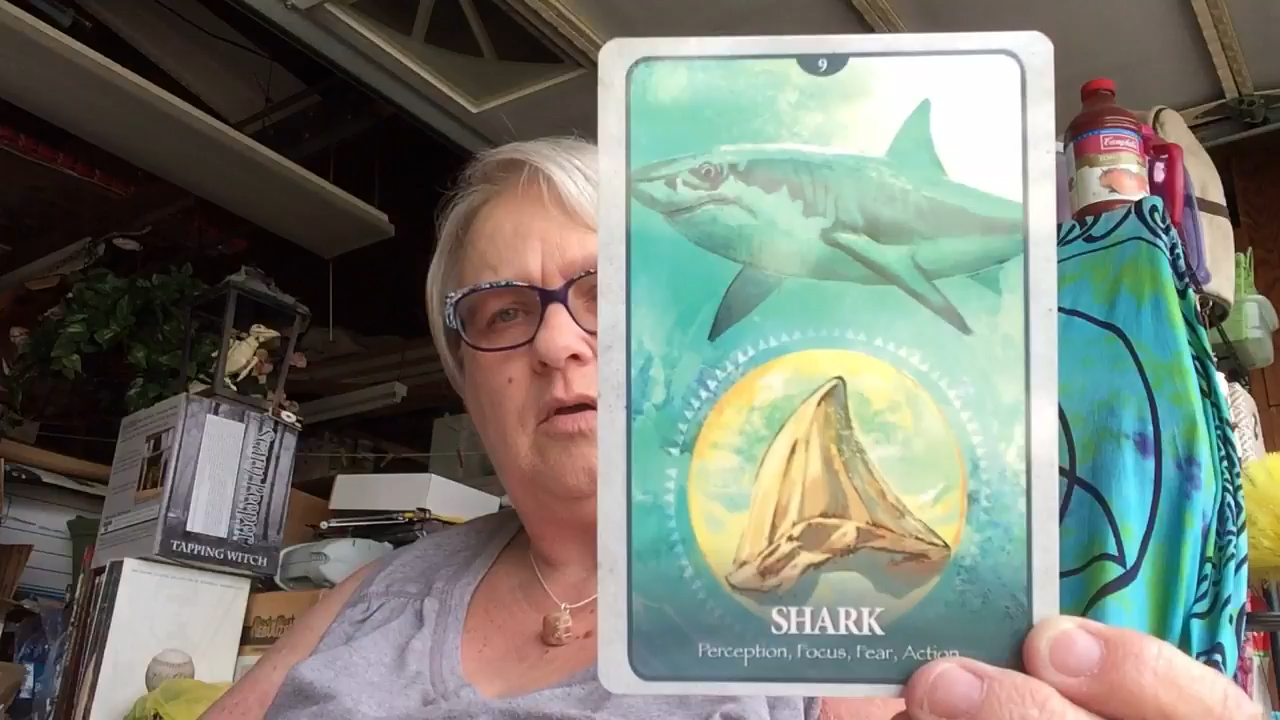 9
SHARK
Perception, Focus, Fear, Action
Campbell's
TAPPING WITCH